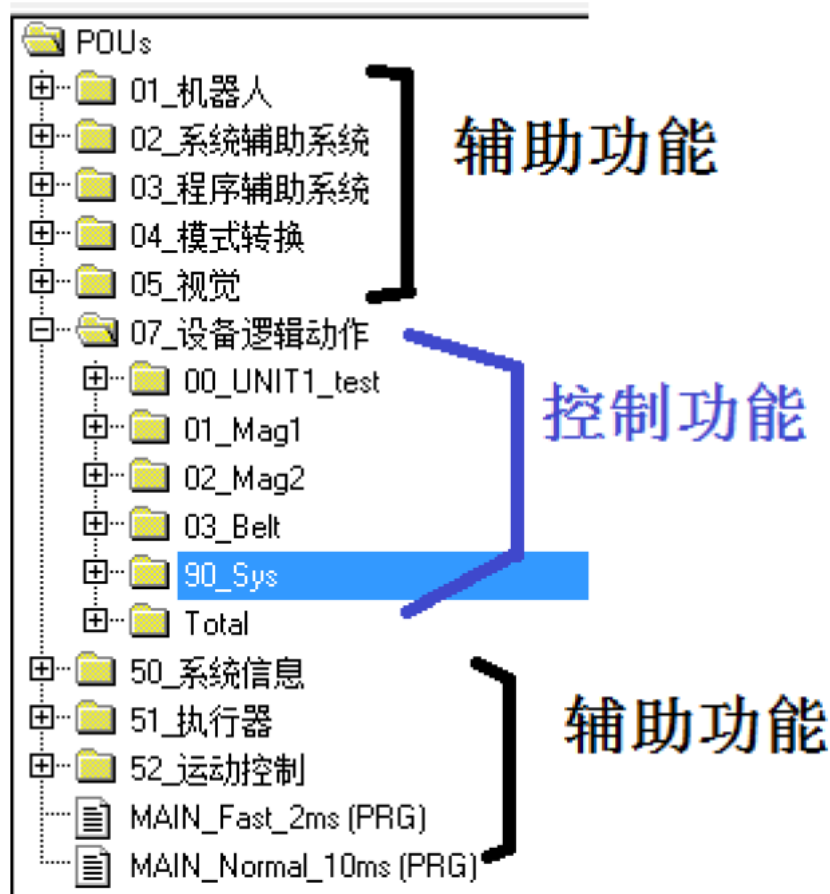 POUs
01_机器人
02_系统辅助系统
03_程序辅助系统
04_模式转换
05_视觉
辅助功能
07_设备逻辑动作
00_UNIT1_test
01_Mag1
02_Mag2
03_Belt
90_Sys
Total
控制功能
50_系统信息
51_执行器
52_运动控制
MAIN_Fast_2ms (PRG)
MAIN_Normal_10ms (PRG)
辅助功能